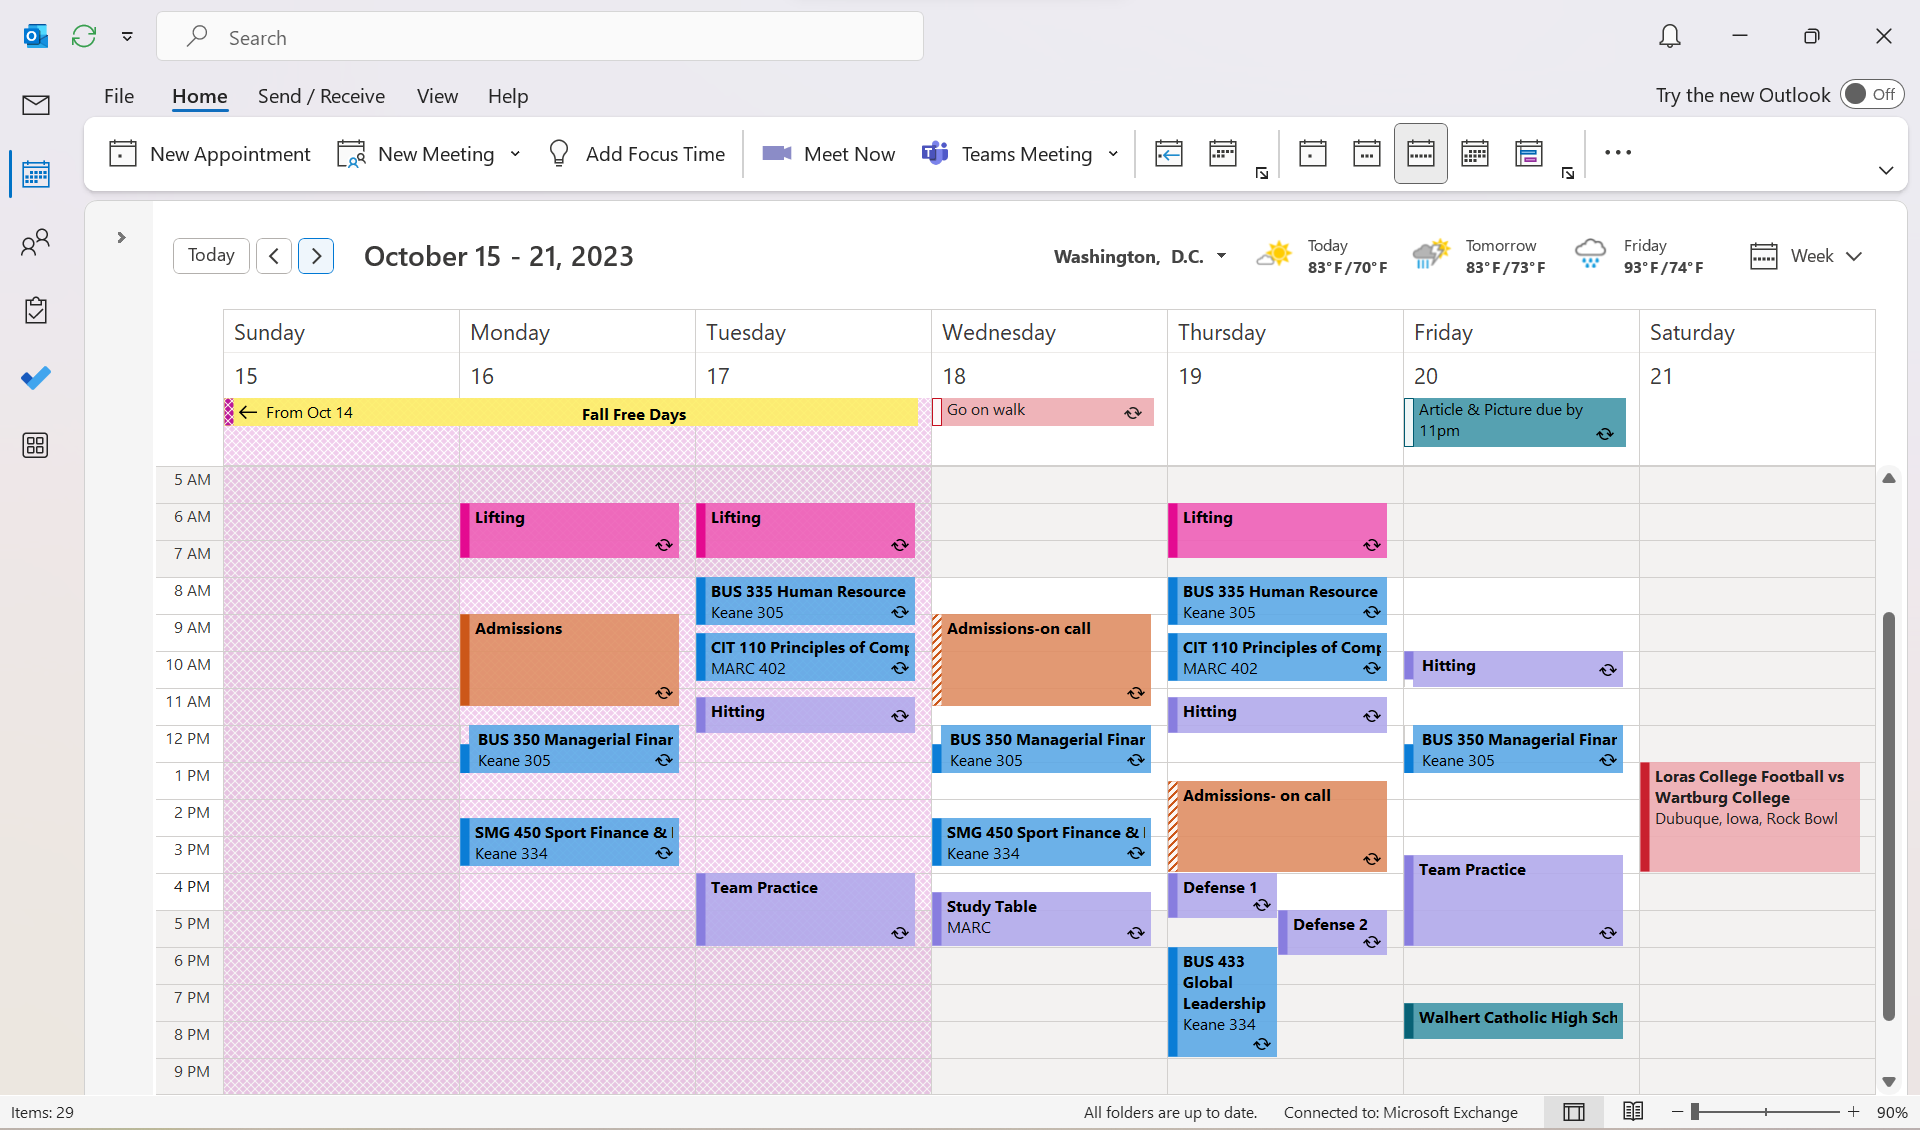 Search
File Home Send / Receive View Help
Try the new Outlook Off
New Appointment New Meeting Add Focus Time Meet Now Teams Meeting
Today October 15 - 21, 2023
Washington, D.C.
Today
83°F/70°F
Tomorrow
83°F/73°F
Friday
93°F/74°F
Week
Sunday Monday Tuesday Wednesday Thursday Friday Saturday
15 16 17 18 19 20 21
From Oct 14
Fall Free Days
Go on walk
Article & Picture due by
11pm
5 AM
6 AM
7 AM
8 AM
9 AM
10 AM
11 AM
12 PM
1 PM
2 PM
3 PM
4 PM
5 PM
6 PM
7 PM
8 PM
9 PM
Lifting
Admissions
BUS 350 Managerial Finan
Keane 305
SMG 450 Sport Finance &
Keane 334
Lifting
BUS 335 Human Resource
Keane 305
CIT 110 Principles of Comp
MARC 402
Hitting
Team Practice
Admissions-on call
BUS 350 Managerial Finan
Keane 305
SMG 450 Sport Finance &
Keane 334
Study Table
MARC
Lifting
BUS 335 Human Resource
Keane 305
CIT 110 Principles of Comp
MARC 402
Hitting
Admissions- on call
Defense 1
Defense 2
BUS 433
Global
Leadership
Keane 334
Hitting
BUS 350 Managerial Finan
Keane 305
Team Practice
Walhert Catholic High Sch
Loras College Football vs
Wartburg College
Dubuque, Iowa, Rock Bowl
Items: 29
All folders are up to date. Connected to: Microsoft Exchange
90%